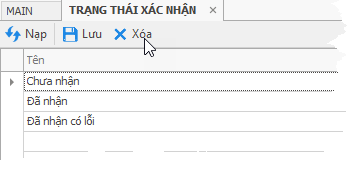 MAIN TRẠNG THÁI XÁC NHẬN
Nạp Lưu Xóa
Tên
Chưa nhận
Đã nhận
Đã nhận có lỗi